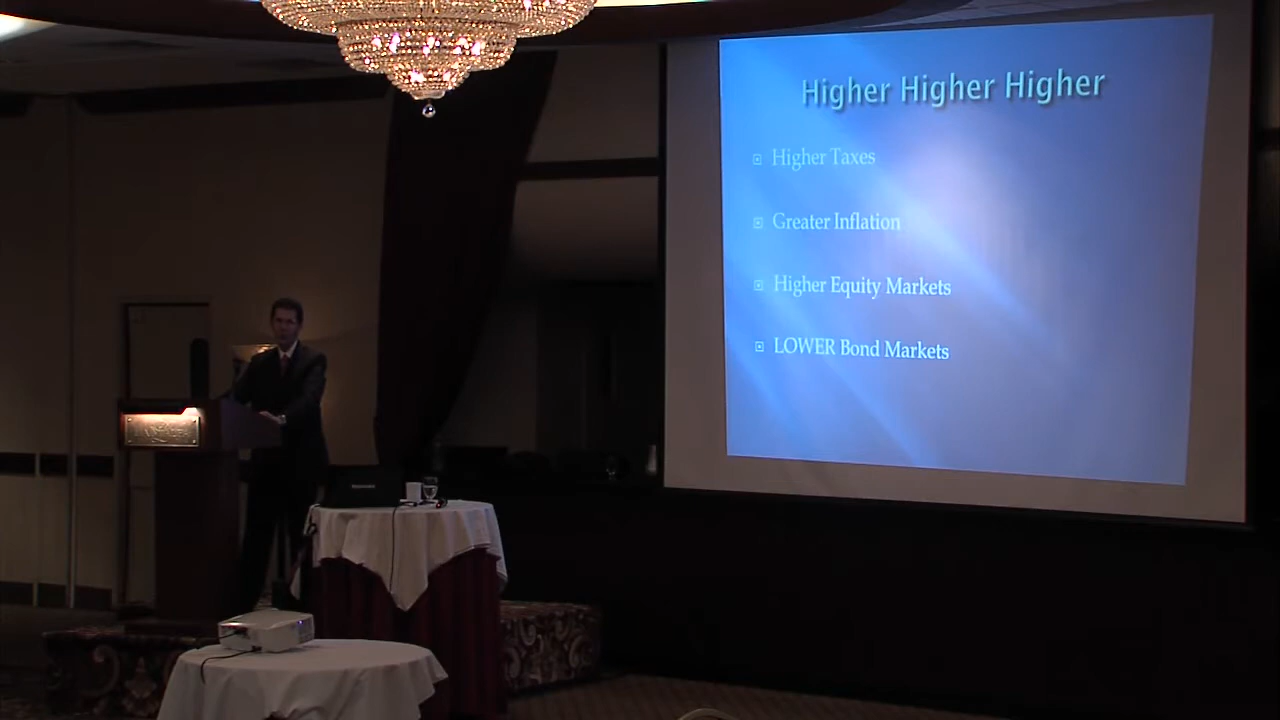 Higher Higher Higher
Higher Taxes
Greater Inflation
Higher Equity Markets
LOWER Bond Markets